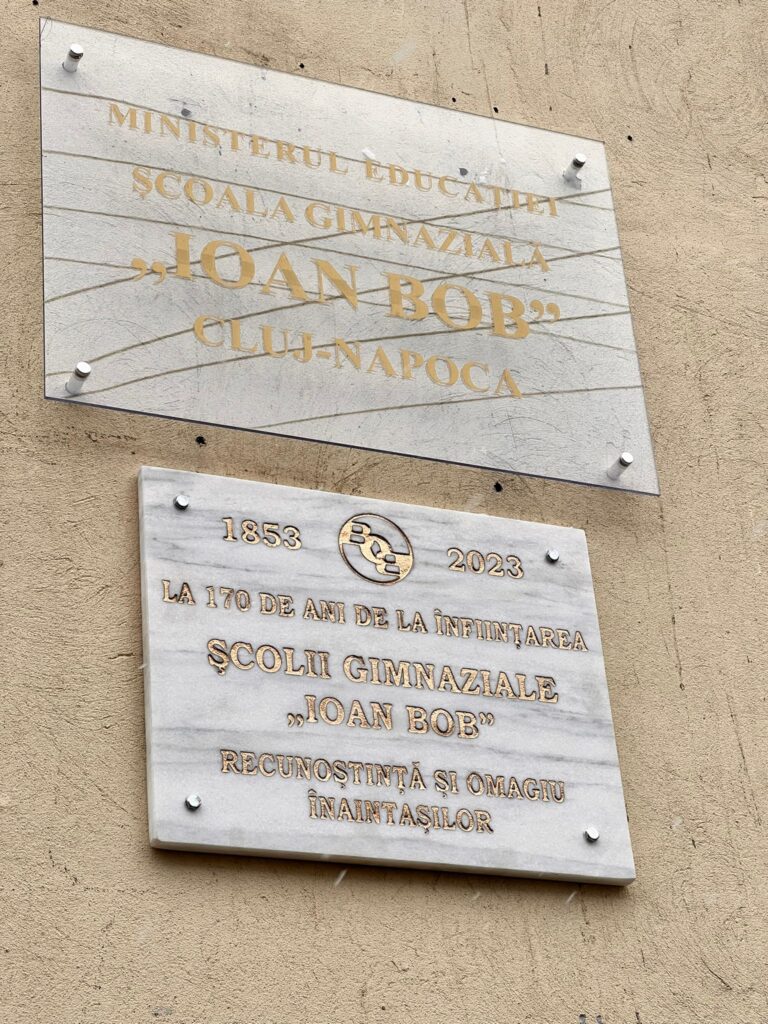 MINISTERUL EDUCAȚIEI
ȘCOALA GIMNAZIALĂ
„IOAN BOB”
CLUJ-NAPOCA
1853 BOB 2023
LA 170 DE ANI DE LA ÎNFIINȚAREA
ȘCOLII GIMNAZIALE
„IOAN BOB”
RECUNOȘTINȚĂ ȘI OMAGIU
ÎNAINTAȘILOR